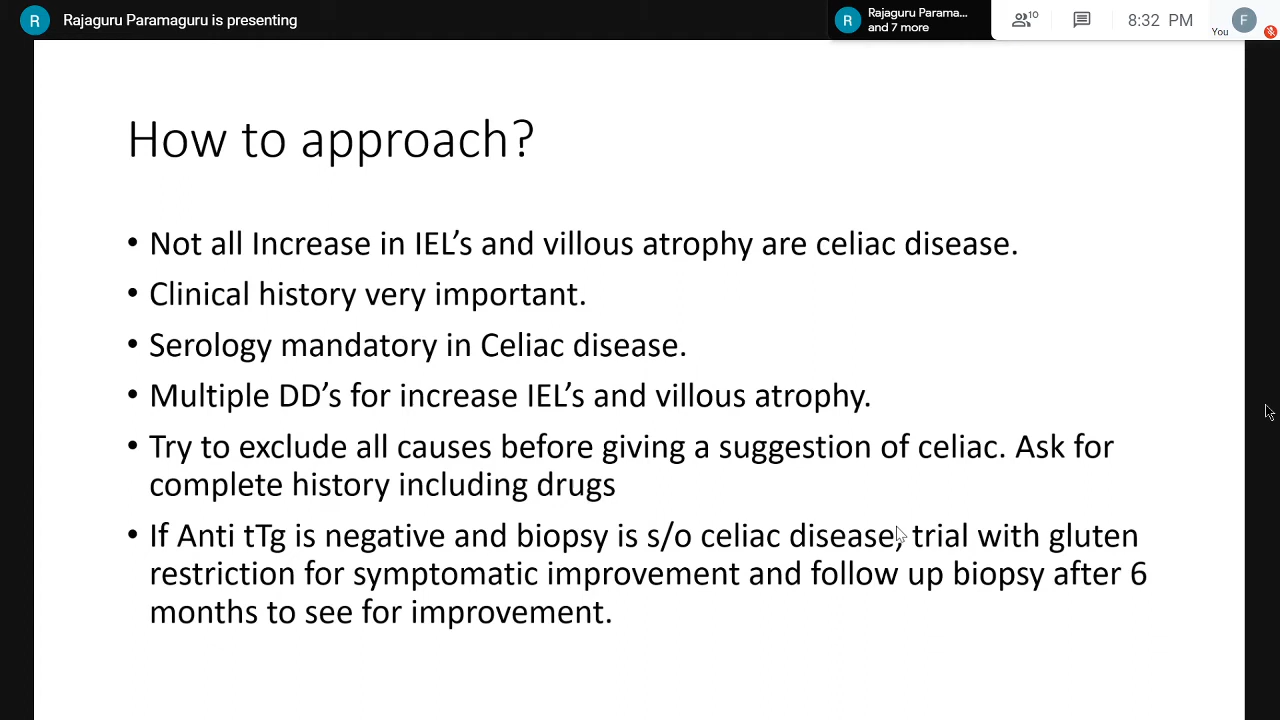 R Rajaguru Paramaguru is presenting
R Rajaguru Parama...
and 7 more
10
8:32 PM
You
F
How to approach?
• Not all Increase in IEL’s and villous atrophy are celiac disease.
• Clinical history very important.
• Serology mandatory in Celiac disease.
• Multiple DD’s for increase IEL’s and villous atrophy.
• Try to exclude all causes before giving a suggestion of celiac. Ask for
complete history including drugs
• If Anti tTg is negative and biopsy is s/o celiac disease, trial with gluten
restriction for symptomatic improvement and follow up biopsy after 6
months to see for improvement.